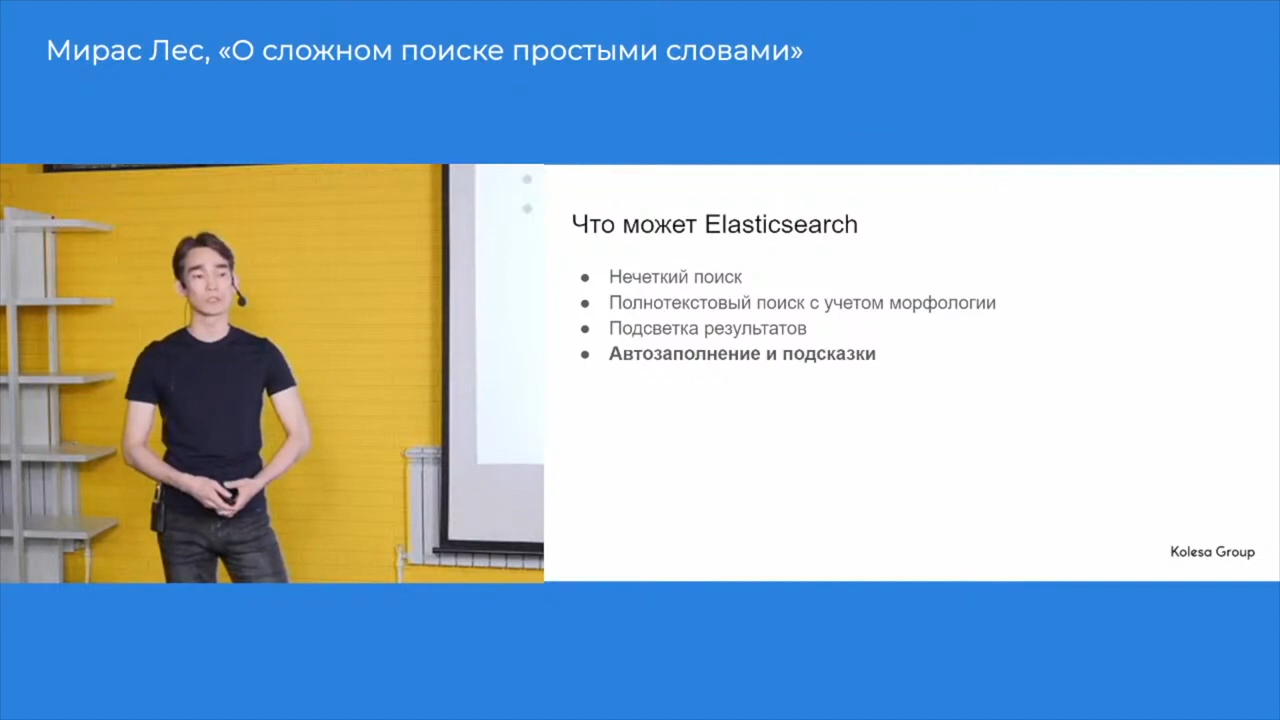 Мирас Лес, «О сложном поиске простыми словами»
Что может Elasticsearch
● Нечеткий поиск
● Полнотекстовый поиск с учетом морфологии
● Подсветка результатов
● Автозаполнение и подсказки
Kolesa Group